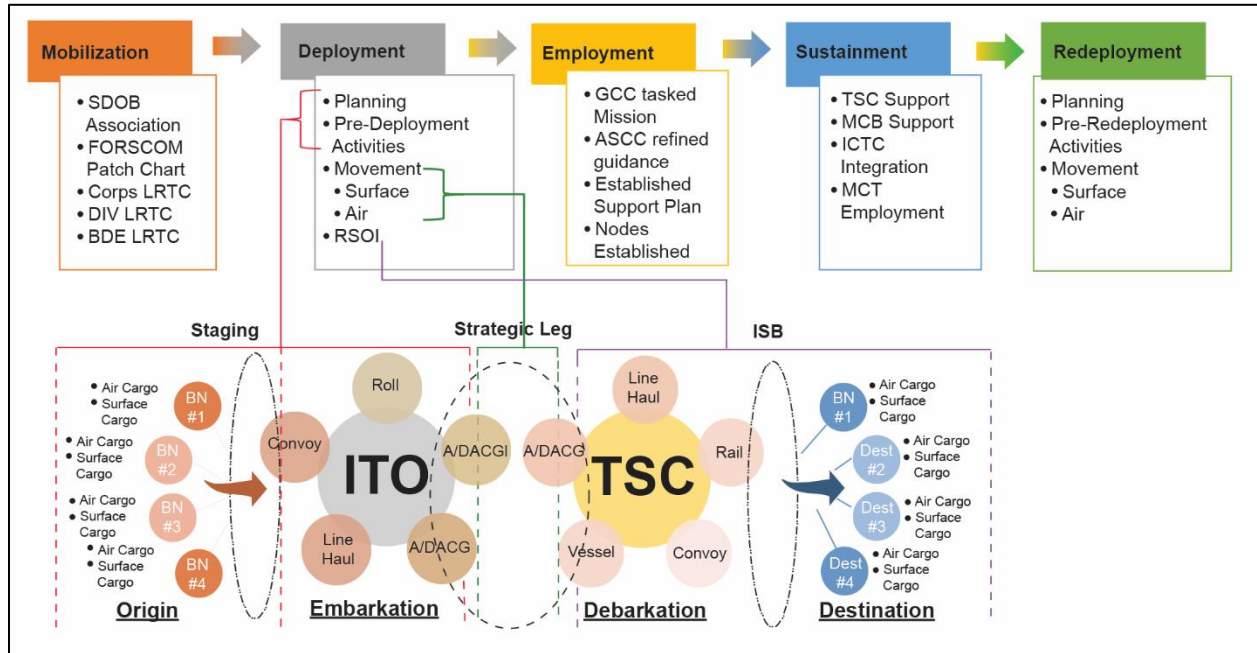 Mobilization
• SDOB
Association
• FORSCOM
Patch Chart
• Corps LRTC
• DIV LRTC
• BDE LRTC
Deployment
• Planning
• Pre-Deployment
Activities
• Movement
• Surface
• Air
• RSOI
Employment
• GCC tasked
Mission
• ASCC refined
guidance
• Established
Support Plan
• Nodes
Established
Sustainment
• TSC Support
• MCB Support
• ICTC
Integration
• MCT
Employment
Redeployment
• Planning
• Pre-Redeployment
Activities
• Movement
• Surface
• Air
Staging
Strategic Leg
ISB
• Air Cargo
• Surface
Cargo
BN
#1
• Air Cargo
• Surface
Cargo
BN
#2
• Air Cargo
• Surface
Cargo
BN
#3
• Air Cargo
• Surface
Cargo
BN
#4
Origin
Roll
Convoy
ITO
A/DACGI
Line
Haul
A/DACG
Embarkation
Line
Haul
A/DACG
TSC
Rail
Vessel
Convoy
Debarkation
BN
#1
• Air Cargo
• Surface
Cargo
Dest
#2
• Air Cargo
• Surface
Cargo
Dest
#3
• Air Cargo
• Surface
Cargo
Dest
#4
• Air Cargo
• Surface
Cargo
Destination